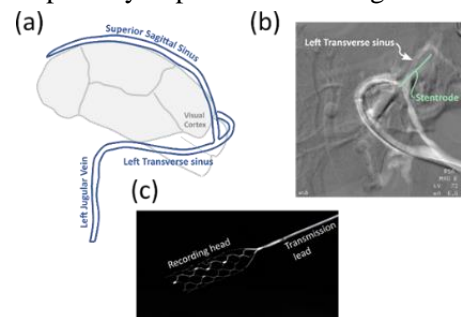 (a)
Superior Sagittal Sinus
Visual
Cortex
Left Transverse sinus
Left Jugular Vein
(b)
Left Transverse sinus
Stentrode
(c)
Recording head
Transmission
lead